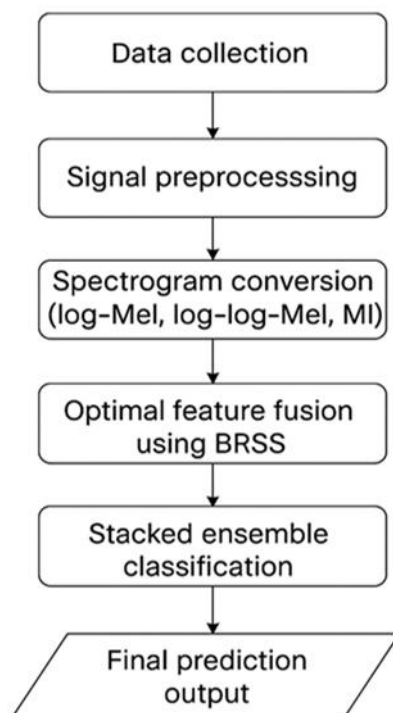 Data collection
Signal preprocesssing
Spectrogram conversion
(log-Mel, log-log-Mel, MI)
Optimal feature fusion
using BRSS
Stacked ensemble
classification
Final prediction
output